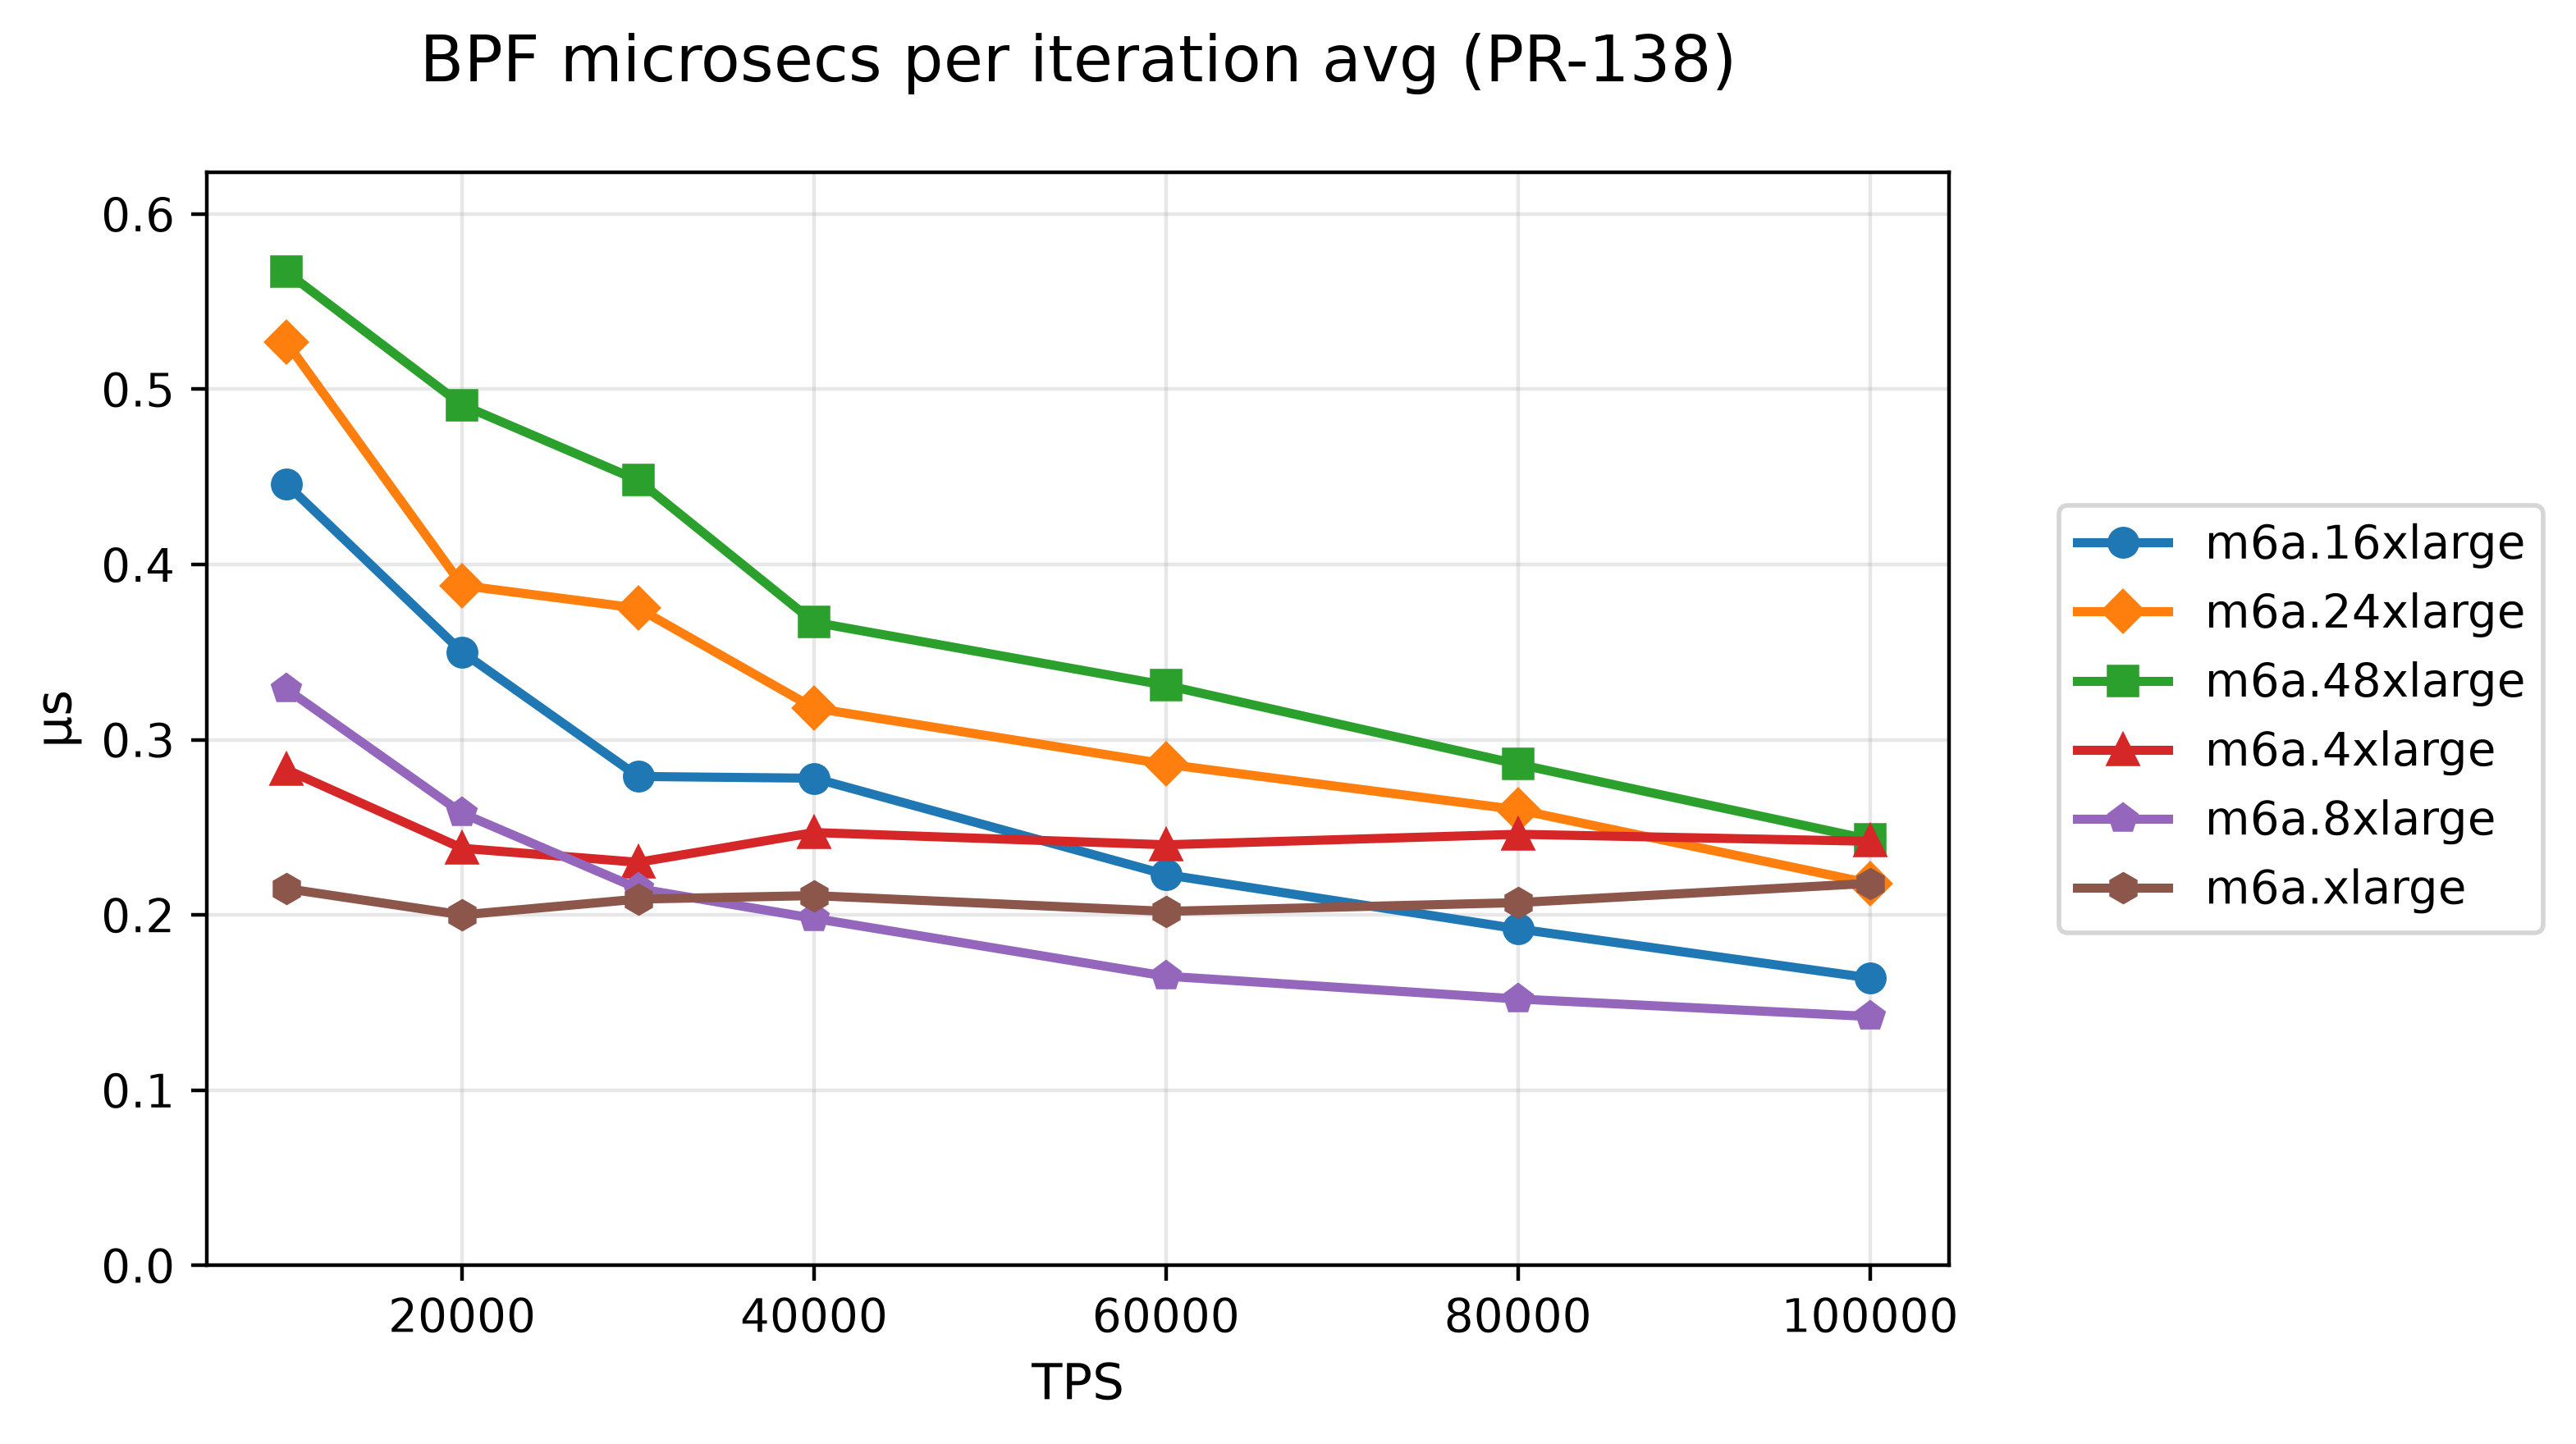 BPF microsecs per iteration avg (PR-138)
0.6
0.5
0.4
0.3
0.2
0.1
0.0
µs
20000 40000 60000 80000 100000
TPS
m6a.16xlarge
m6a.24xlarge
m6a.48xlarge
m6a.4xlarge
m6a.8xlarge
m6a.xlarge